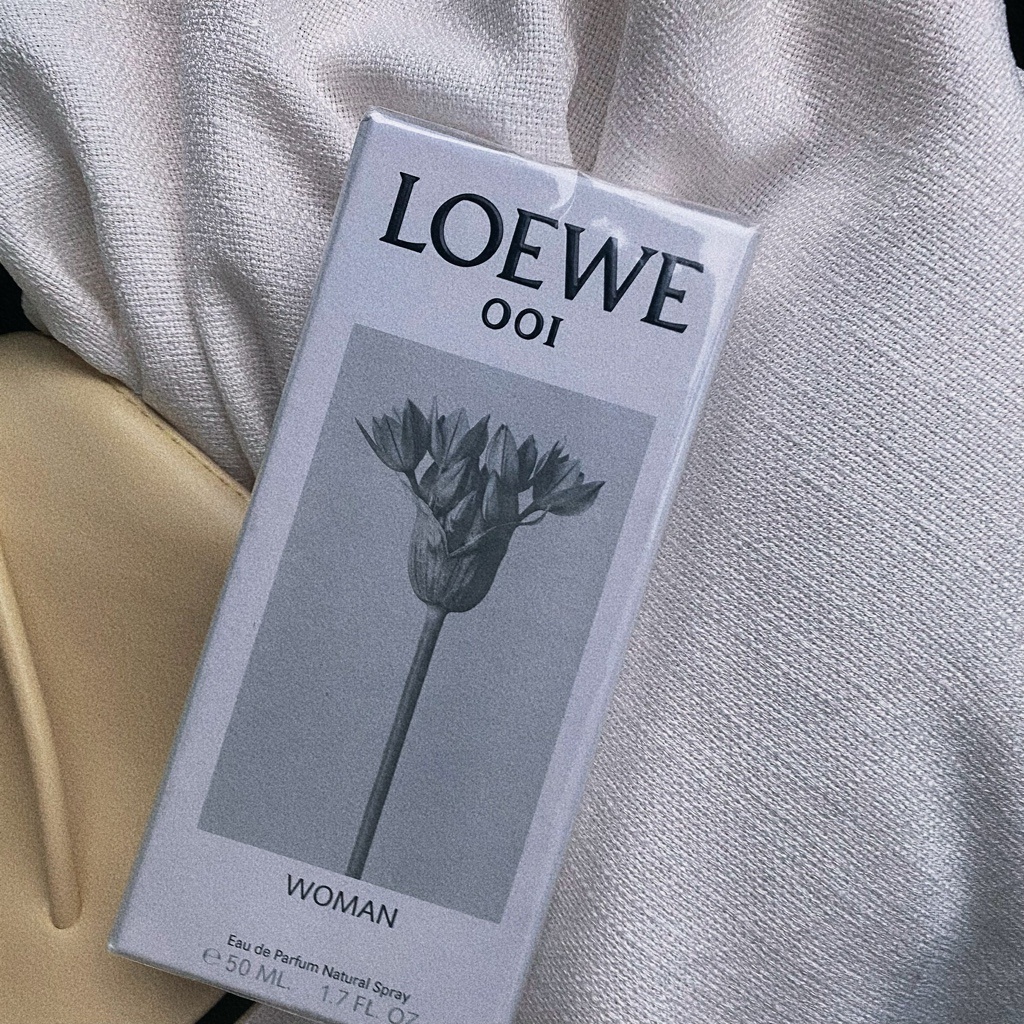 LOEWE
001
WOMAN
Eau de Parfum Natural Spray
℮ 50 ML. 1.7 FL. OZ